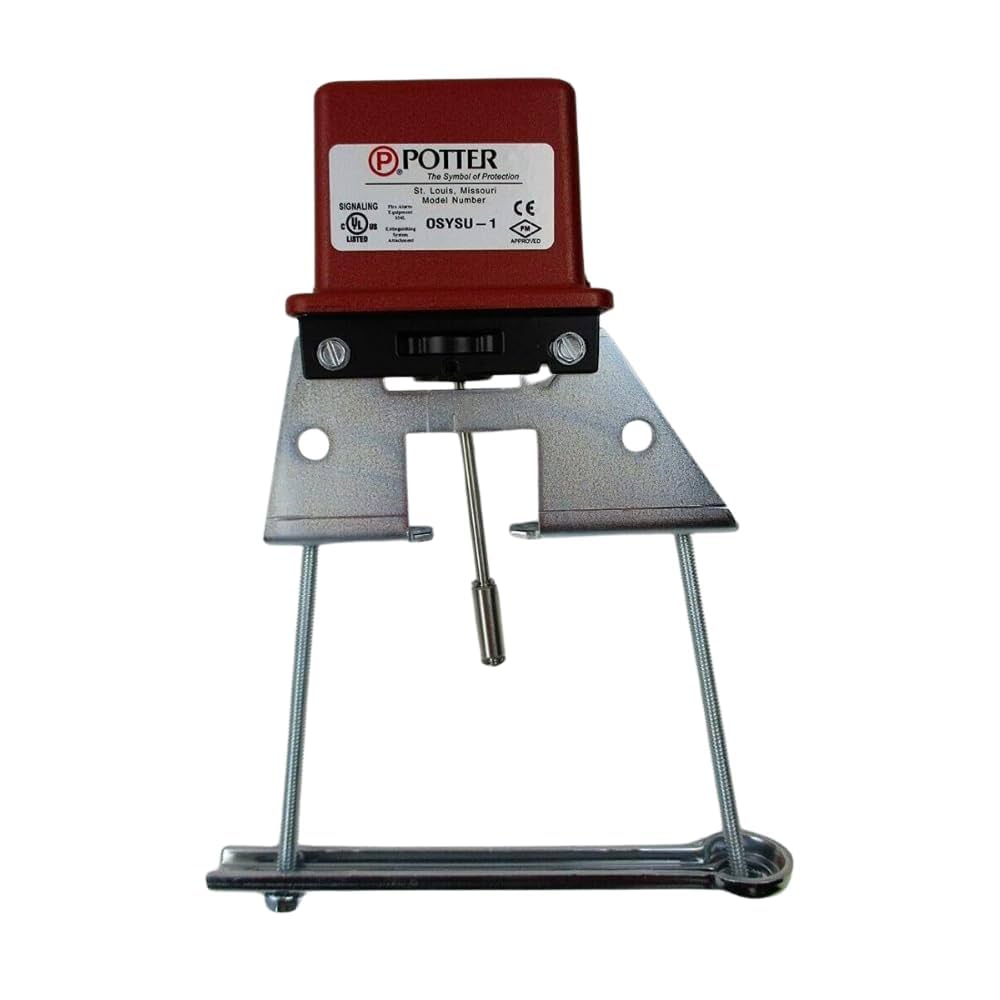 P® POTTER
The Symbol of Protection
St. Louis, Missouri
Model Number
OSYSU-1
SIGNALING
C UL US
LISTED
Fire Alarm
Equipment
Extinguishing
System
Attachment
CE
FM
APPROVED